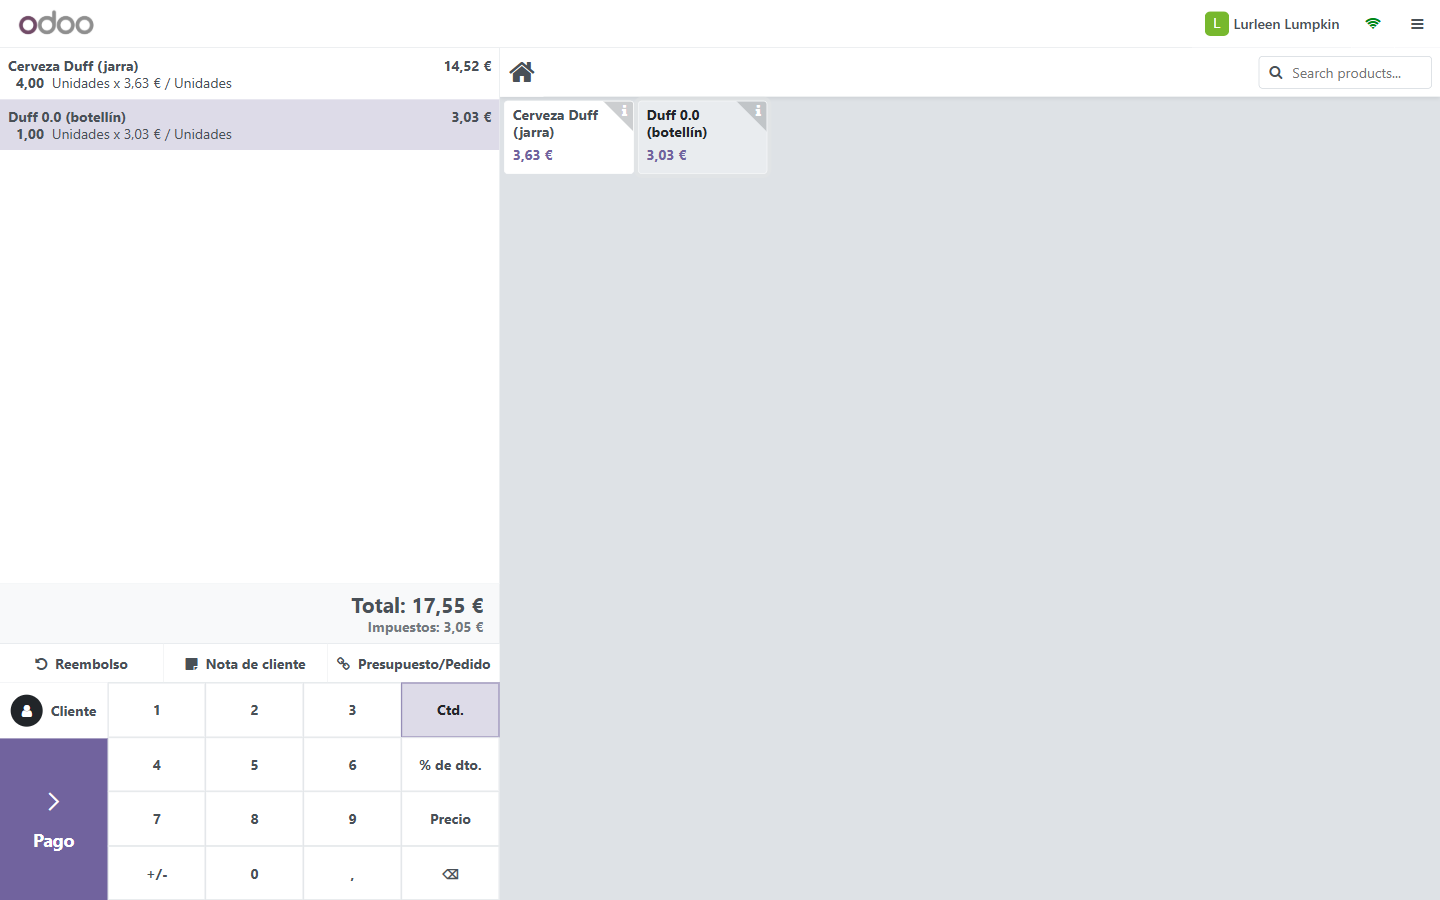 odoo
L Lurleen Lumpkin
Cerveza Duff (jarra) 14,52 €
4,00 Unidades x 3,63 € / Unidades
Duff 0.0 (botellín) 3,03 €
1,00 Unidades x 3,03 € / Unidades
Search products...
Cerveza Duff
(jarra)
3,63 €
Duff 0.0
(botellín)
3,03 €
Total: 17,55 €
Impuestos: 3,05 €
Reembolso Nota de cliente Presupuesto/Pedido
Cliente 1 2 3 Ctd.
4 5 6 % de dto.
7 8 9 Precio
Pago
+/- 0 ,